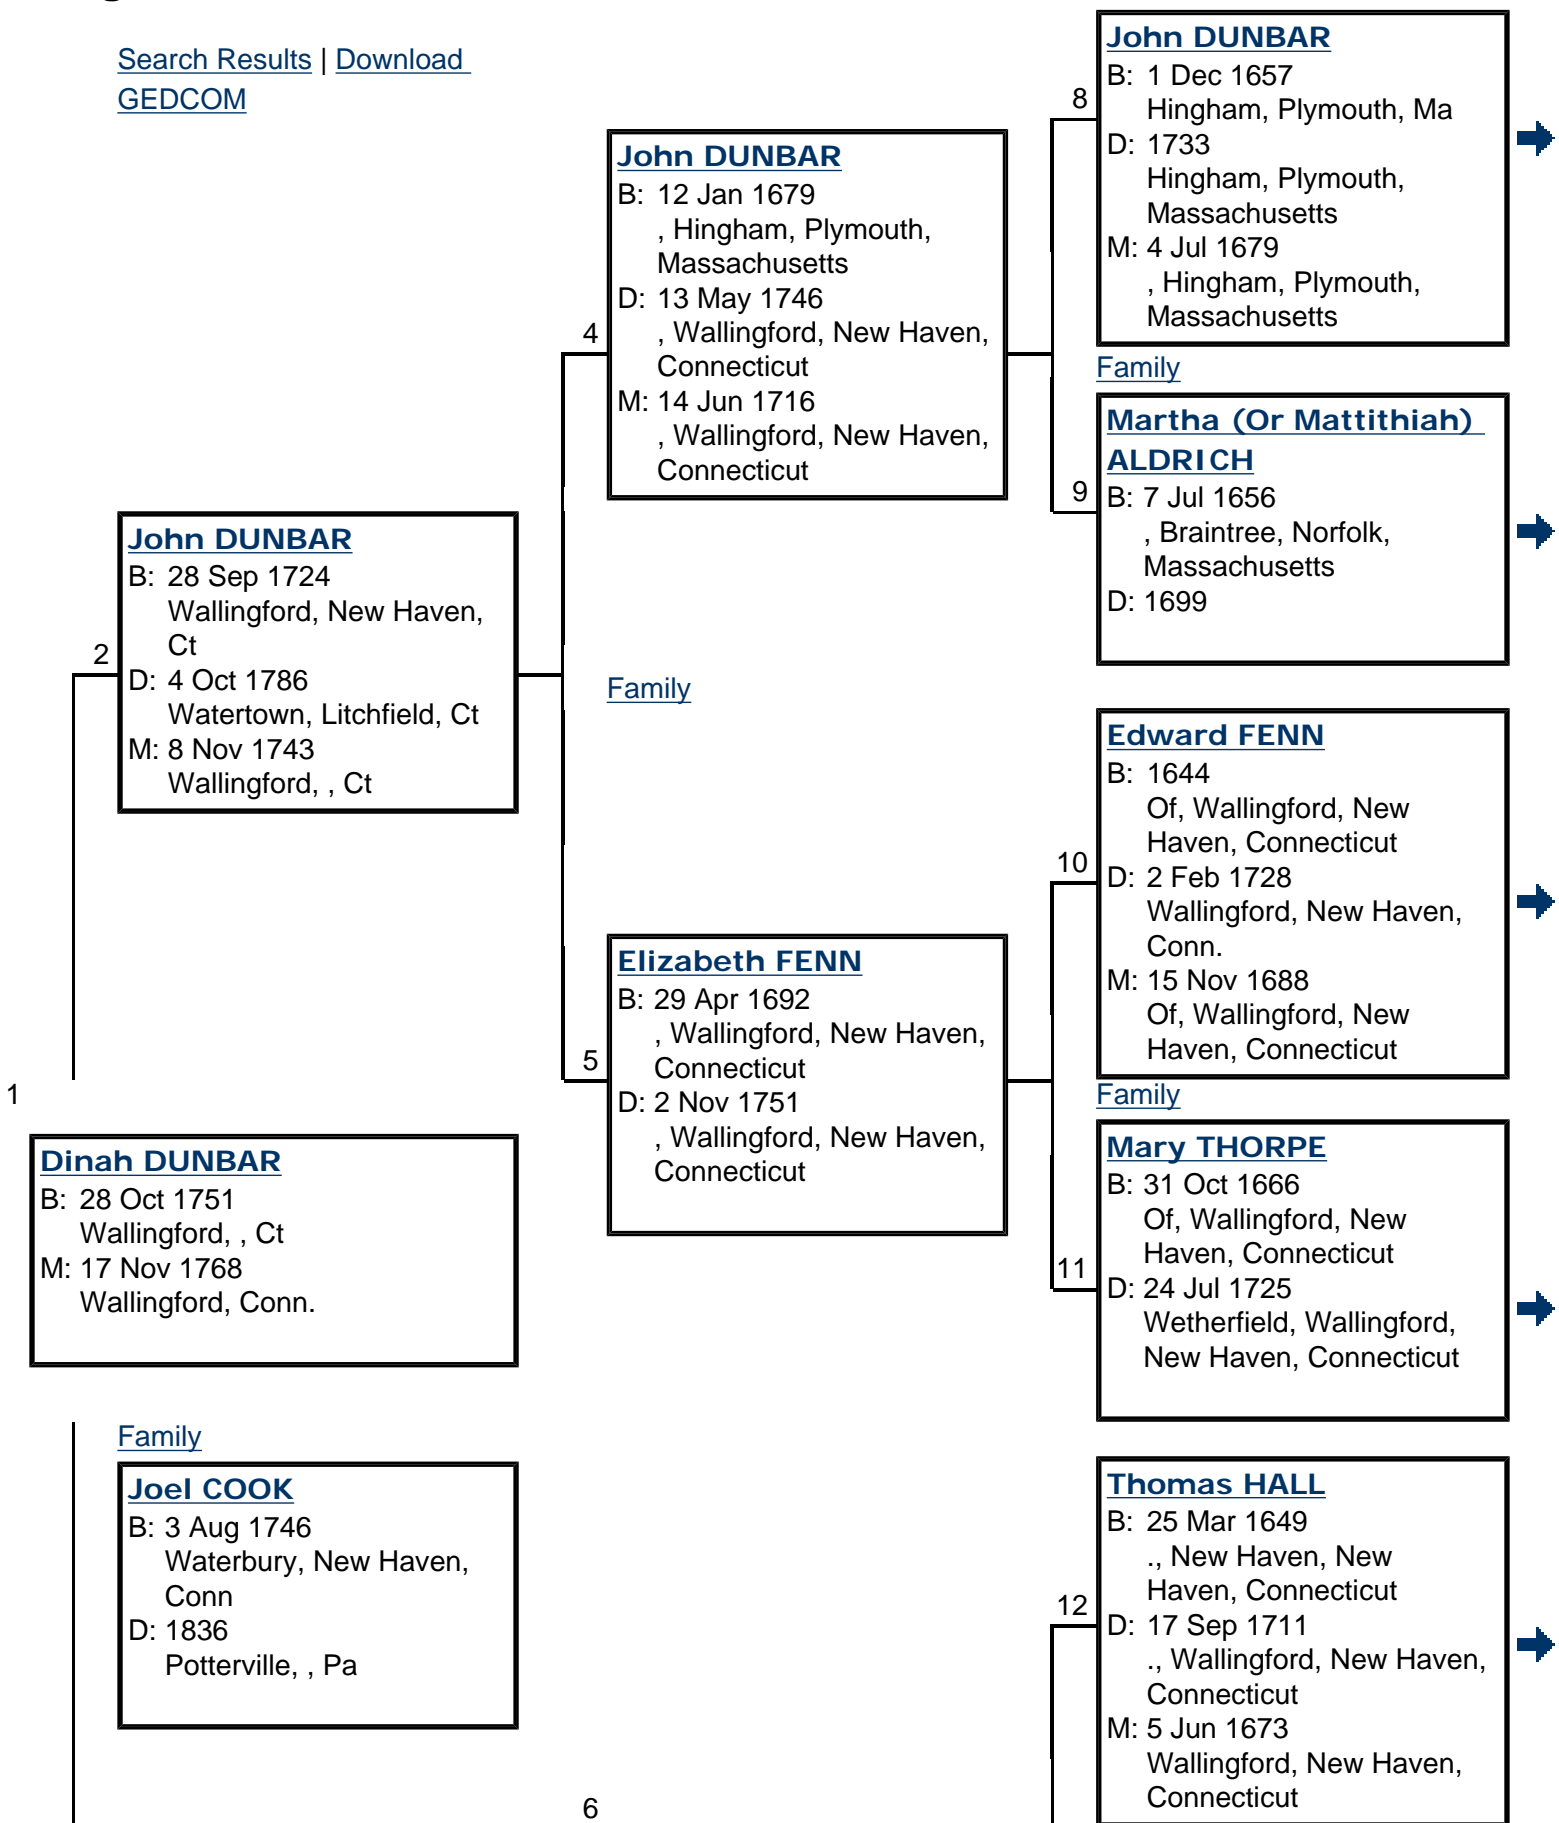 Search Results | Download
GEDCOM
John DUNBAR
B: 1 Dec 1657
Hingham, Plymouth, Ma
D: 1733
Hingham, Plymouth,
Massachusetts
M: 4 Jul 1679
, Hingham, Plymouth,
Massachusetts
8
John DUNBAR
B: 12 Jan 1679
, Hingham, Plymouth,
Massachusetts
D: 13 May 1746
, Wallingford, New Haven,
Connecticut
M: 14 Jun 1716
, Wallingford, New Haven,
Connecticut
4
Family
Martha (Or Mattithiah)
ALDRICH
B: 7 Jul 1656
, Braintree, Norfolk,
Massachusetts
D: 1699
9
John DUNBAR
B: 28 Sep 1724
Wallingford, New Haven,
Ct
D: 4 Oct 1786
Watertown, Litchfield, Ct
M: 8 Nov 1743
Wallingford, , Ct
2
Family
Edward FENN
B: 1644
Of, Wallingford, New
Haven, Connecticut
D: 2 Feb 1728
Wallingford, New Haven,
Conn.
M: 15 Nov 1688
Of, Wallingford, New
Haven, Connecticut
10
Elizabeth FENN
B: 29 Apr 1692
, Wallingford, New Haven,
Connecticut
D: 2 Nov 1751
, Wallingford, New Haven,
Connecticut
5
Family
1
Dinah DUNBAR
B: 28 Oct 1751
Wallingford, , Ct
M: 17 Nov 1768
Wallingford, Conn.
Mary THORPE
B: 31 Oct 1666
Of, Wallingford, New
Haven, Connecticut
D: 24 Jul 1725
Wetherfield, Wallingford,
New Haven, Connecticut
11
Family
Joel COOK
B: 3 Aug 1746
Waterbury, New Haven,
Conn
D: 1836
Potterville, , Pa
Thomas HALL
B: 25 Mar 1649
., New Haven, New
Haven, Connecticut
D: 17 Sep 1711
., Wallingford, New Haven,
Connecticut
M: 5 Jun 1673
Wallingford, New Haven,
Connecticut
12
6